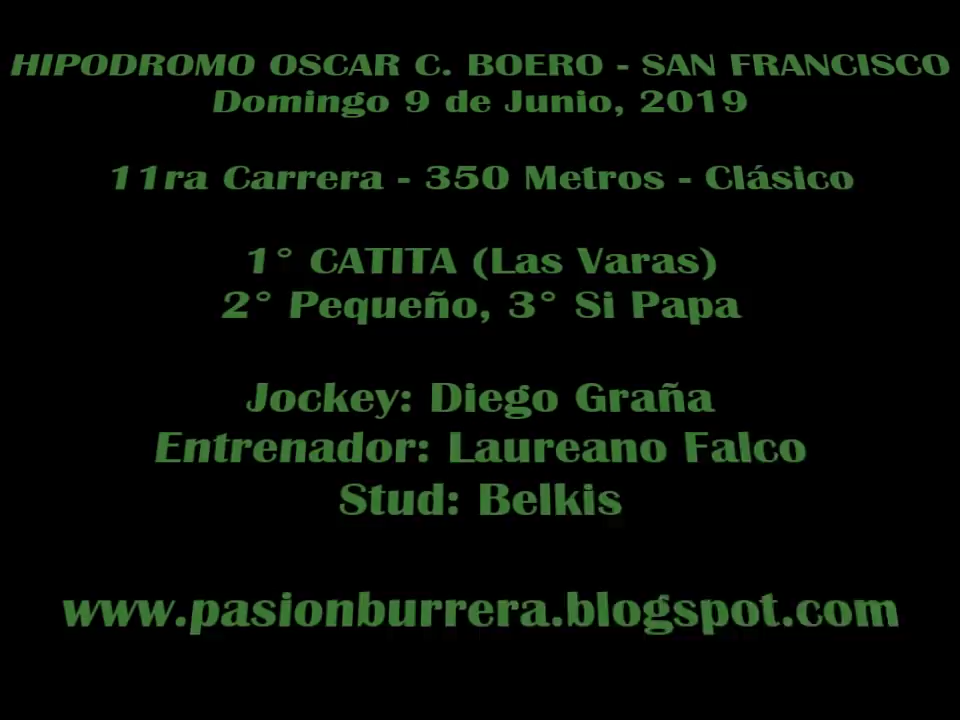 HIPODROMO OSCAR C. BOERO - SAN FRANCISCO
Domingo 9 de Junio, 2019
11ra Carrera - 350 Metros - Clásico
1° CATITA (Las Varas)
2° Pequeño, 3° Si Papa
Jockey: Diego Graña
Entrenador: Laureano Falco
Stud: Belkis
www.pasionburrera.blogspot.com